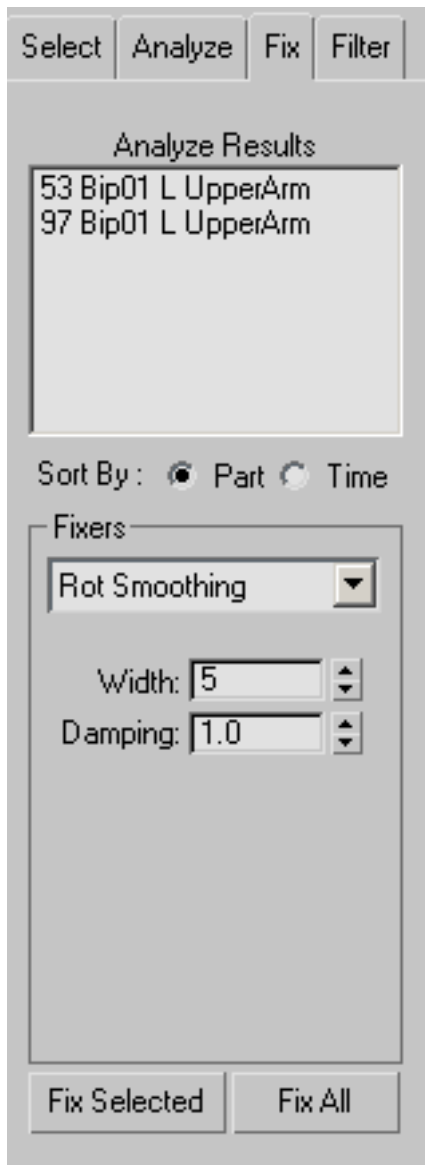 Select Analyze Fix Filter
Analyze Results
53 Bip01 L UpperArm
97 Bip01 L UpperArm
Sort By : Part Time
Fixers
Rot Smoothing
Width: 5
Damping: 1.0
Fix Selected Fix All